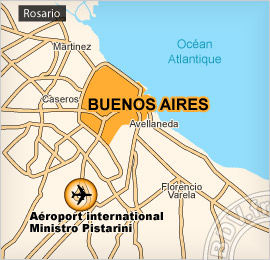 Rosario
Martinez
Océan
Atlantique
Caseros
BUENOS AIRES
Avellaneda
Florencio
Varela
Aéroport international
Ministro Pistarini